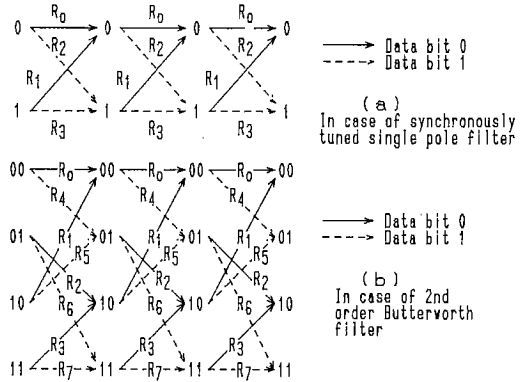 0 R₀ 0 R₀ 0 R₀ 0
R₂ R₂ R₂
R₁ R₁ R₁
1 R₃ 1 R₃ 1 R₃ 1
Data bit 0
Data bit 1
(a)
In case of synchronously
tuned single pole filter
00 R₀ 00 R₀ 00 R₀ 00
R₄ R₄ R₄
01 R₁ 01 R₁ 01 R₁ 01
R₅ R₅ R₅
R₂ R₂ R₂
10 R₆ 10 R₆ 10 R₆ 10
R₃ R₃ R₃
11 R₇ 11 R₇ 11 R₇ 11
Data bit 0
Data bit 1
(b)
In case of 2nd
order Butterworth
filter